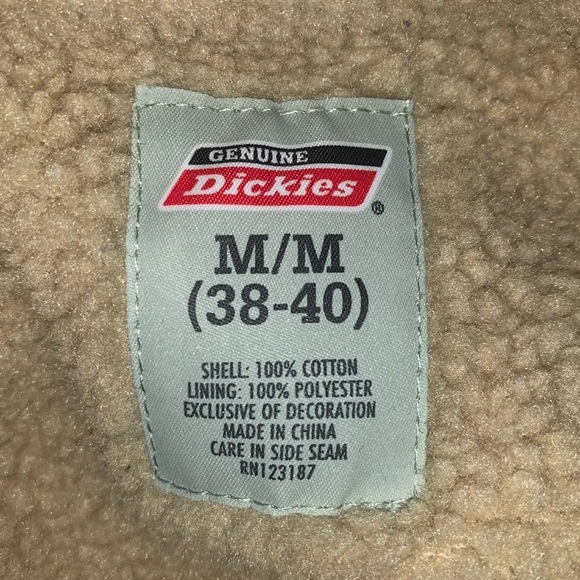 GENUINE
Dickies®
M/M
(38-40)
SHELL: 100% COTTON
LINING: 100% POLYESTER
EXCLUSIVE OF DECORATION
MADE IN CHINA
CARE IN SIDE SEAM
RN123187